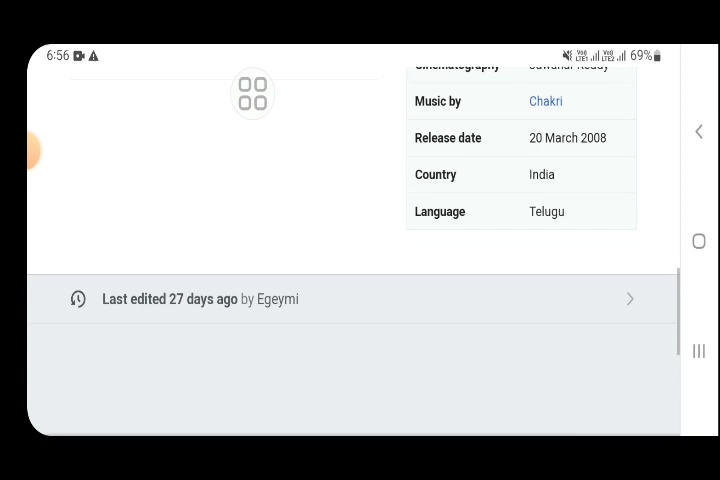 6:56 69%
Music by Chakri
Release date 20 March 2008
Country India
Language Telugu
Last edited 27 days ago by Egeymi